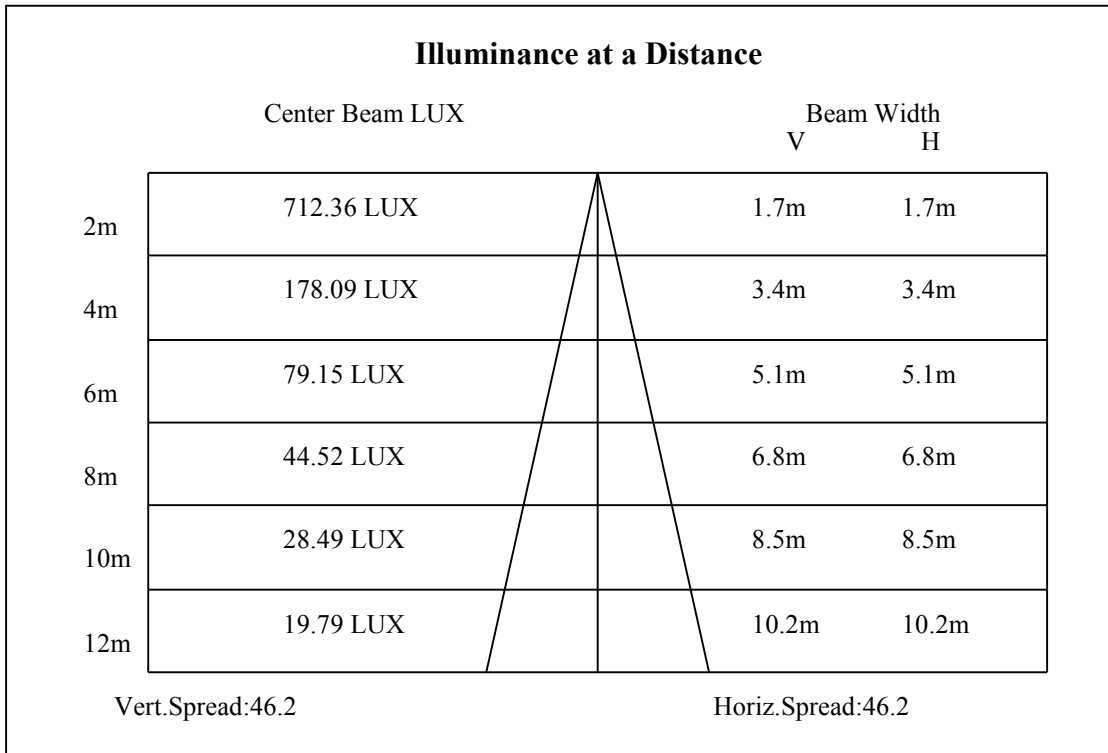 Illuminance at a Distance
Center Beam LUX Beam Width
V H
2m 712.36 LUX 1.7m 1.7m
4m 178.09 LUX 3.4m 3.4m
6m 79.15 LUX 5.1m 5.1m
8m 44.52 LUX 6.8m 6.8m
10m 28.49 LUX 8.5m 8.5m
12m 19.79 LUX 10.2m 10.2m
Vert.Spread:46.2 Horiz.Spread:46.2